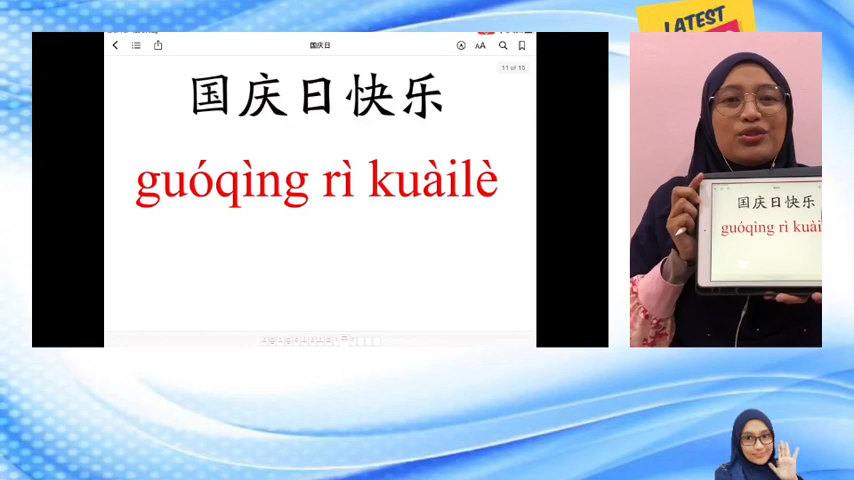 国庆日
11 of 15
AA
国庆日快乐
guóqìng rì kuàilè
LATEST
国庆日快乐
guóqìng rì kuài